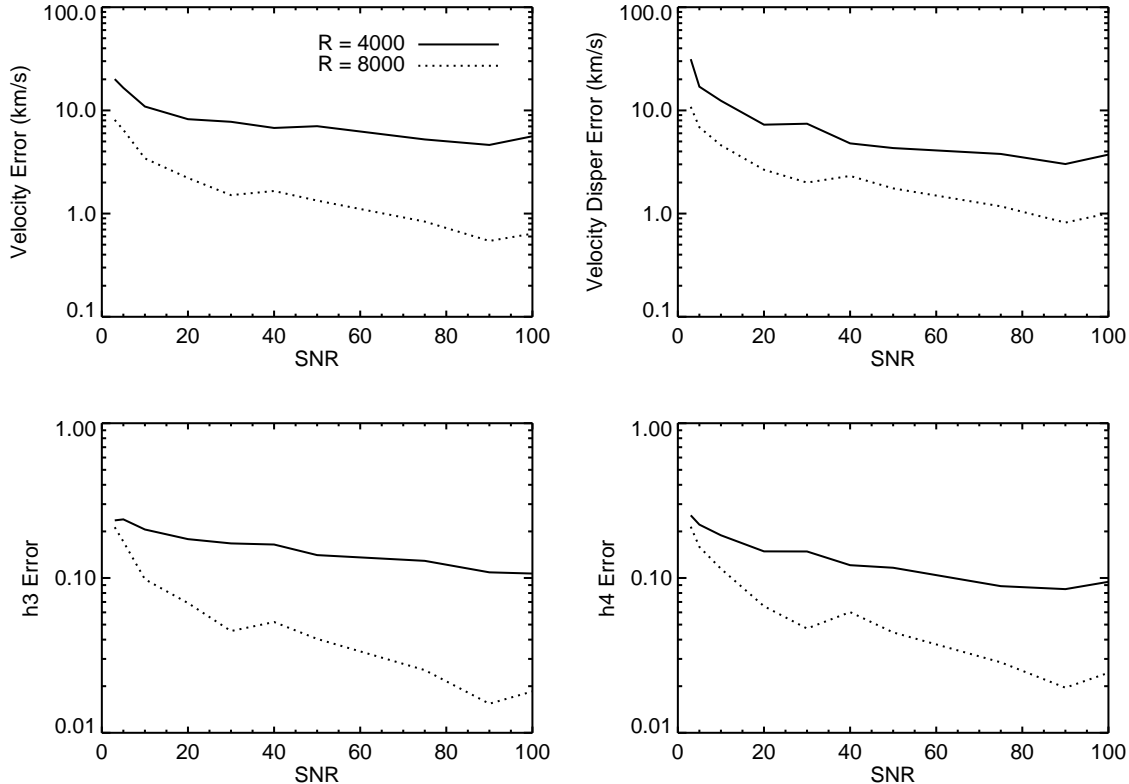 100.0
10.0
1.0
0.1
Velocity Error (km/s)
R = 4000
R = 8000
0 20 40 60 80 100
SNR
100.0
10.0
1.0
0.1
Velocity Disper Error (km/s)
0 20 40 60 80 100
SNR
1.00
0.10
0.01
h3 Error
0 20 40 60 80 100
SNR
1.00
0.10
0.01
h4 Error
0 20 40 60 80 100
SNR